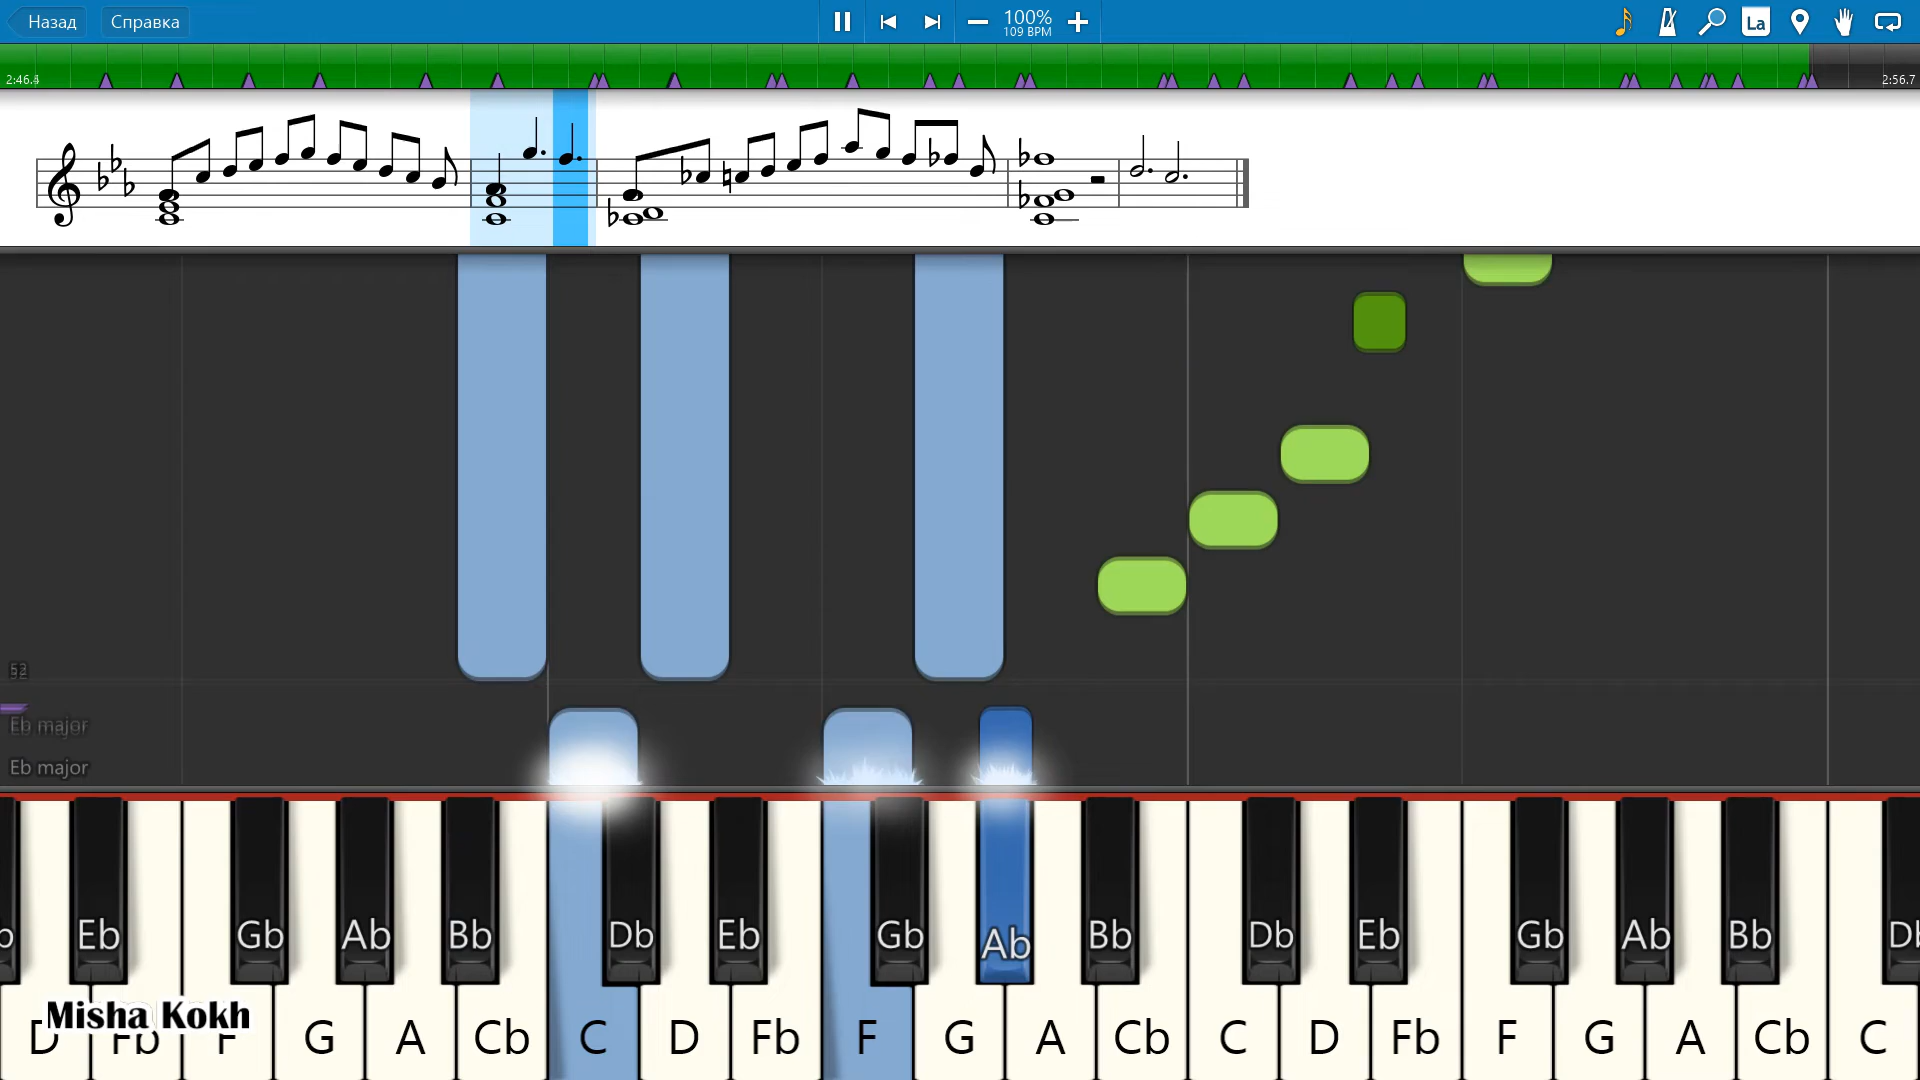 Назад
Справка
100%
109 BPM
La
2:46.4
2:56.7
Eb major
Eb major
Eb
Gb
Ab
Bb
Db
Eb
Gb
Ab
Bb
Db
Eb
Gb
Ab
Bb
Misha Kokh
D
Fb
F
G
A
Cb
C
D
Fb
F
G
A
Cb
C
D
Fb
F
G
A
Cb
C